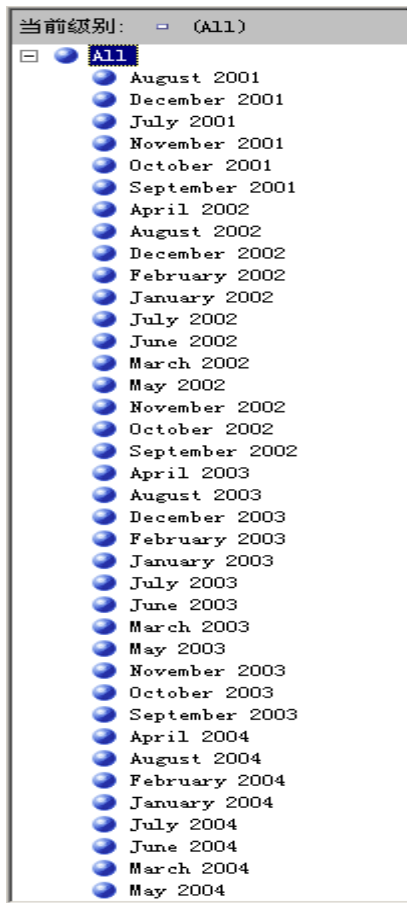 当前级别: (All)
All
August 2001
December 2001
July 2001
November 2001
October 2001
September 2001
April 2002
August 2002
December 2002
February 2002
January 2002
July 2002
June 2002
March 2002
May 2002
November 2002
October 2002
September 2002
April 2003
August 2003
December 2003
February 2003
January 2003
July 2003
June 2003
March 2003
May 2003
November 2003
October 2003
September 2003
April 2004
August 2004
February 2004
January 2004
July 2004
June 2004
March 2004
May 2004